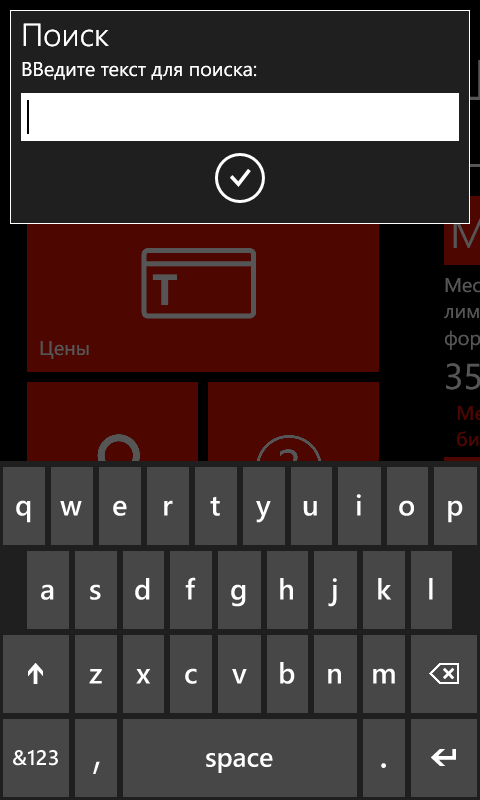 Поиск
ВВедите текст для поиска:
T
Цены
М
Мес
лим
фор
35
Ме
би
?
q w e r t y u i o p
a s d f g h j k l
z x c v b n m
&123 , space .